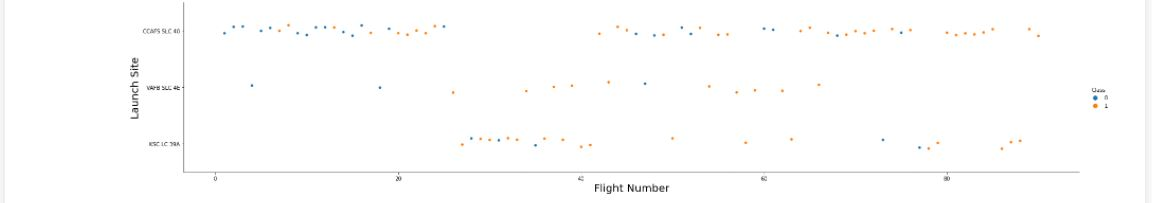 CCAFS SLC 40
VAFB SLC 4E
KSC LC 39A
Launch Site
0 20 40 60 80
Flight Number
Class
0
1